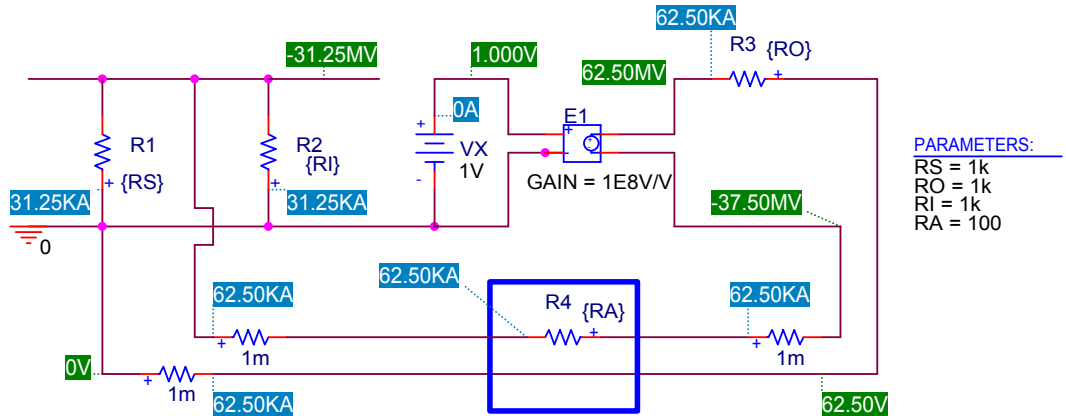 62.50KA
R3 {RO}
-31.25MV
1.000V
62.50MV
+
0A
E1
+
R1
R2
+
VX
1V
-
PARAMETERS:
RS = 1k
RO = 1k
RI = 1k
RA = 100
+ {RS}
{RI}
+
GAIN = 1E8V/V
31.25KA
31.25KA
-37.50MV
0
62.50KA
62.50KA
R4
{RA}
+
62.50KA
+
1m
+
1m
0V
+
1m
62.50KA
62.50V